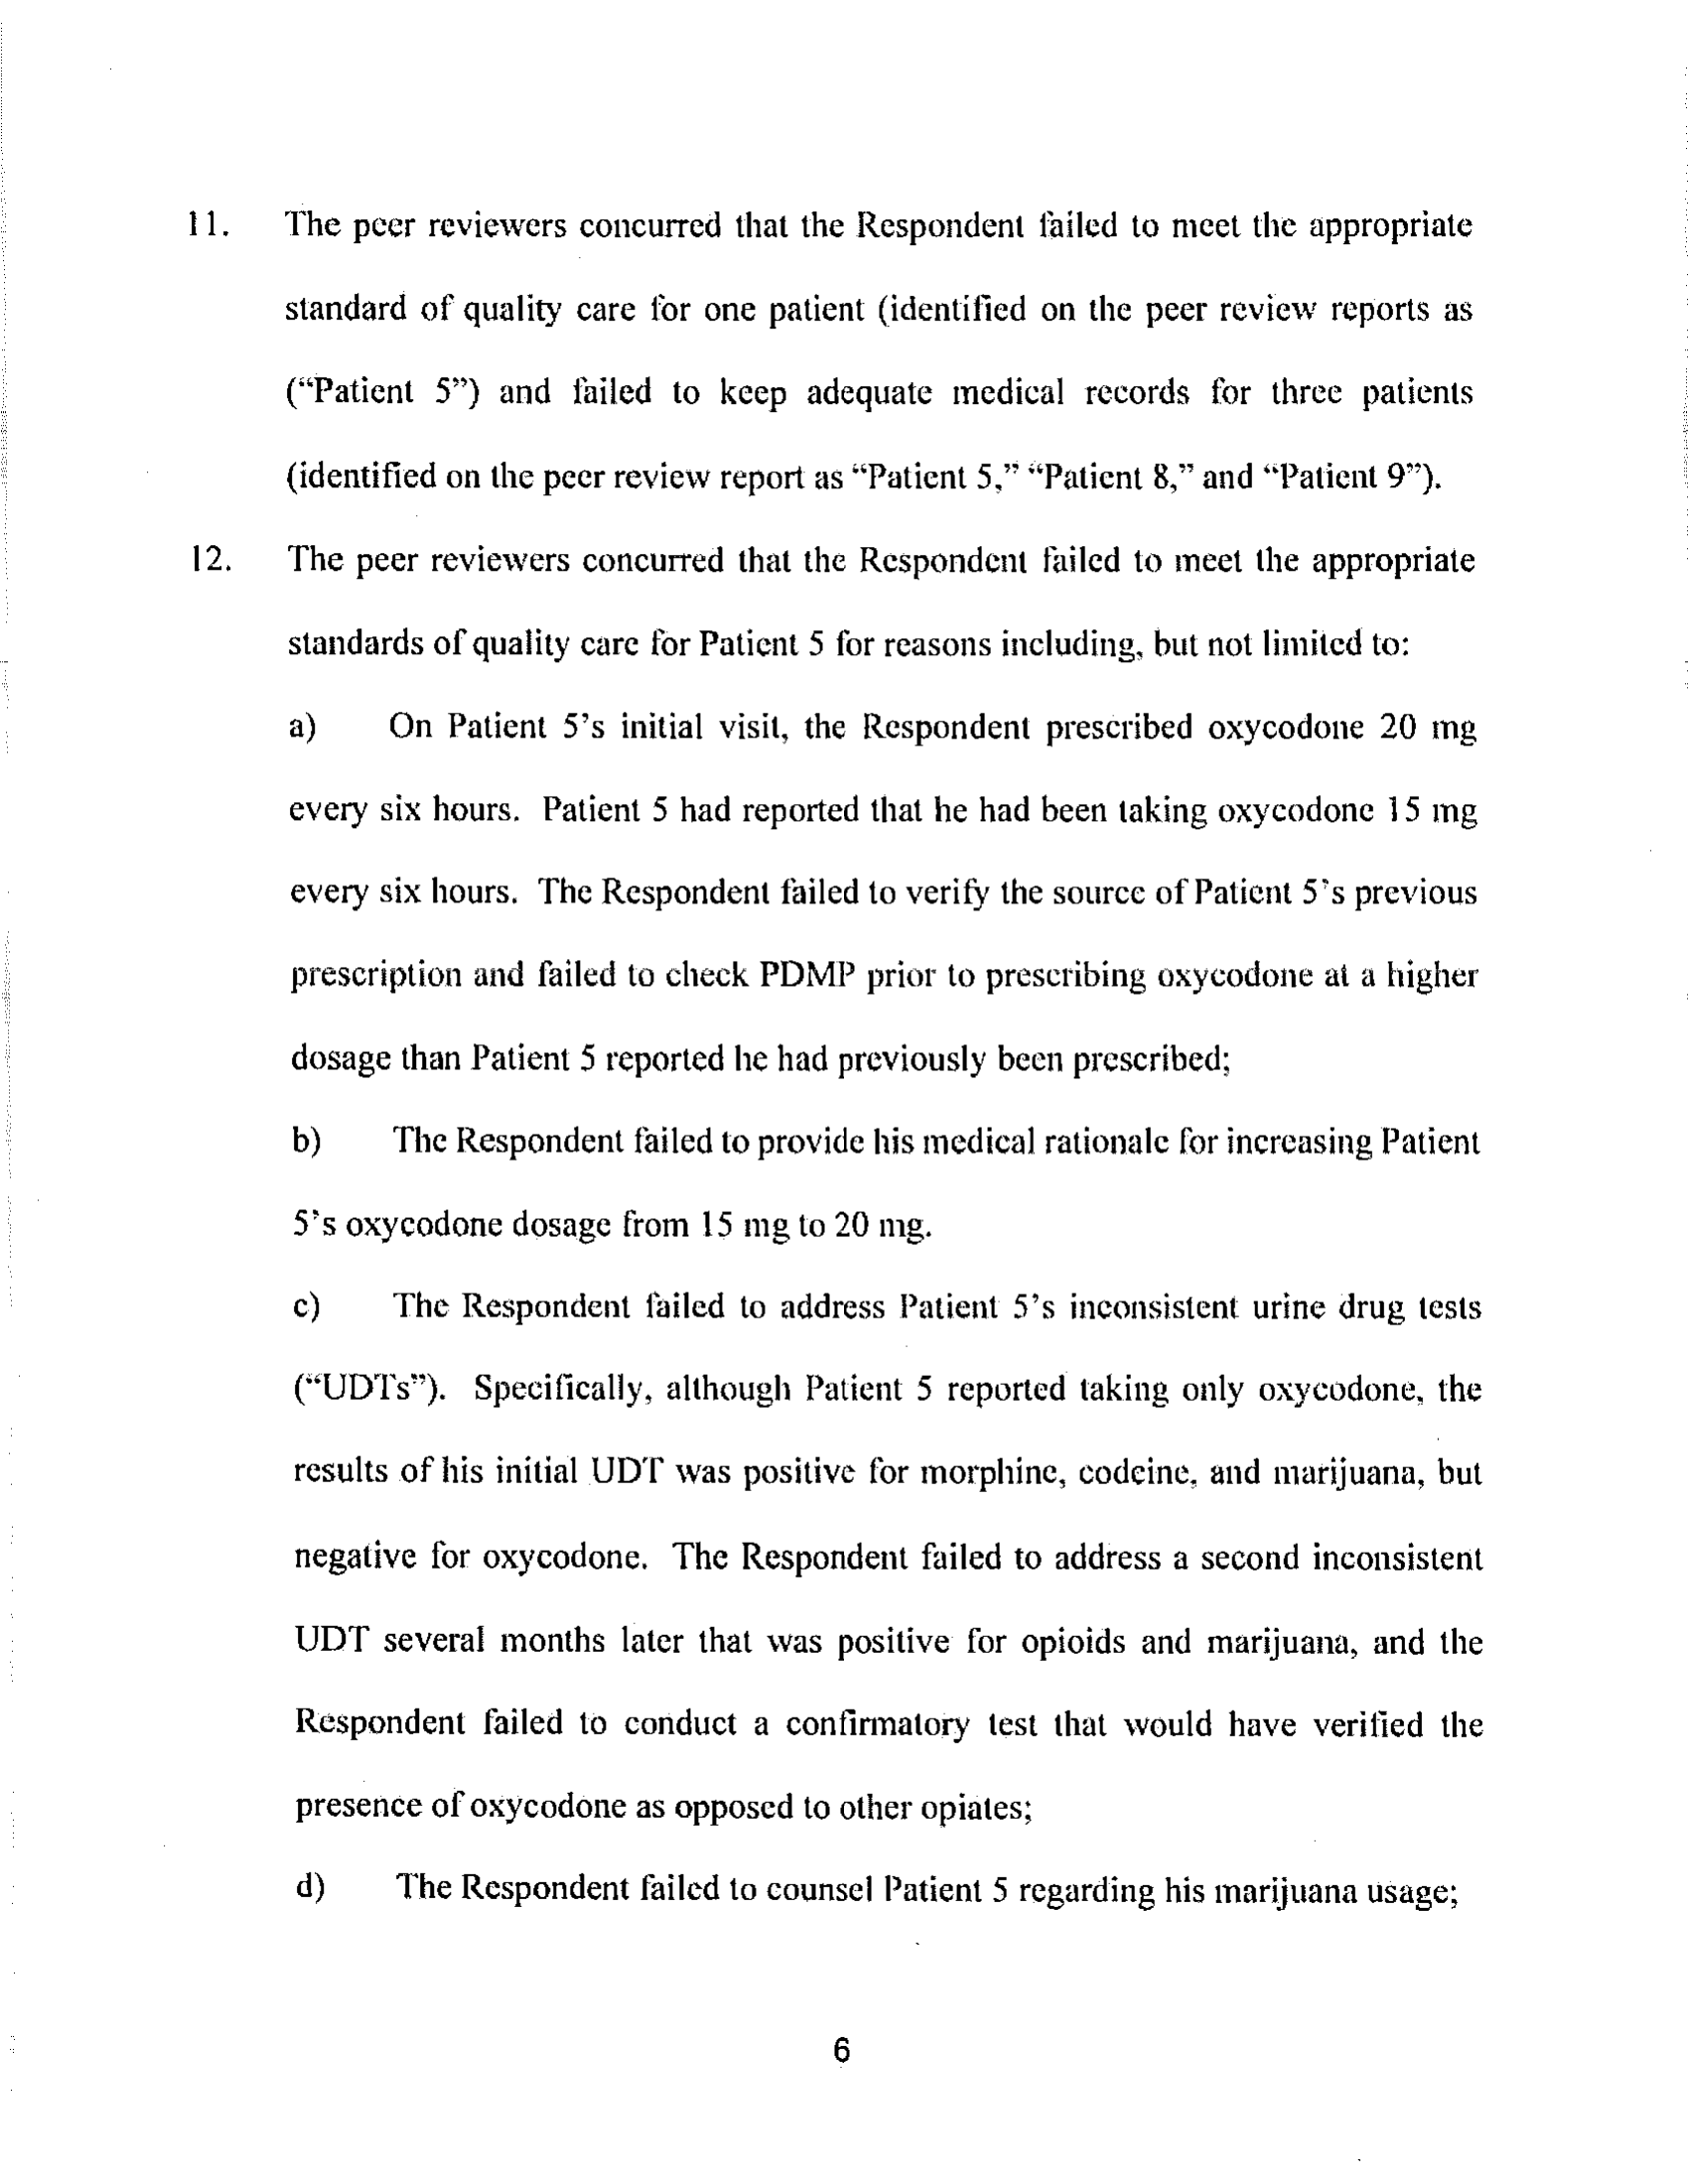 11. The peer reviewers concurred that the Respondent failed to meet the appropriate
standard of quality care for one patient (identified on the peer review reports as
(“Patient 5”) and failed to keep adequate medical records for three patients
(identified on the peer review report as “Patient 5,” “Patient 8,” and “Patient 9”).
12. The peer reviewers concurred that the Respondent failed to meet the appropriate
standards of quality care for Patient 5 for reasons including, but not limited to:
a) On Patient 5’s initial visit, the Respondent prescribed oxycodone 20 mg
every six hours. Patient 5 had reported that he had been taking oxycodone 15 mg
every six hours. The Respondent failed to verify the source of Patient 5’s previous
prescription and failed to check PDMP prior to prescribing oxycodone at a higher
dosage than Patient 5 reported he had previously been prescribed;
b) The Respondent failed to provide his medical rationale for increasing Patient
5’s oxycodone dosage from 15 mg to 20 mg.
c) The Respondent failed to address Patient 5’s inconsistent urine drug tests
(“UDTs”). Specifically, although Patient 5 reported taking only oxycodone, the
results of his initial UDT was positive for morphine, codeine, and marijuana, but
negative for oxycodone. The Respondent failed to address a second inconsistent
UDT several months later that was positive for opioids and marijuana, and the
Respondent failed to conduct a confirmatory test that would have verified the
presence of oxycodone as opposed to other opiates;
d) The Respondent failed to counsel Patient 5 regarding his marijuana usage;
6